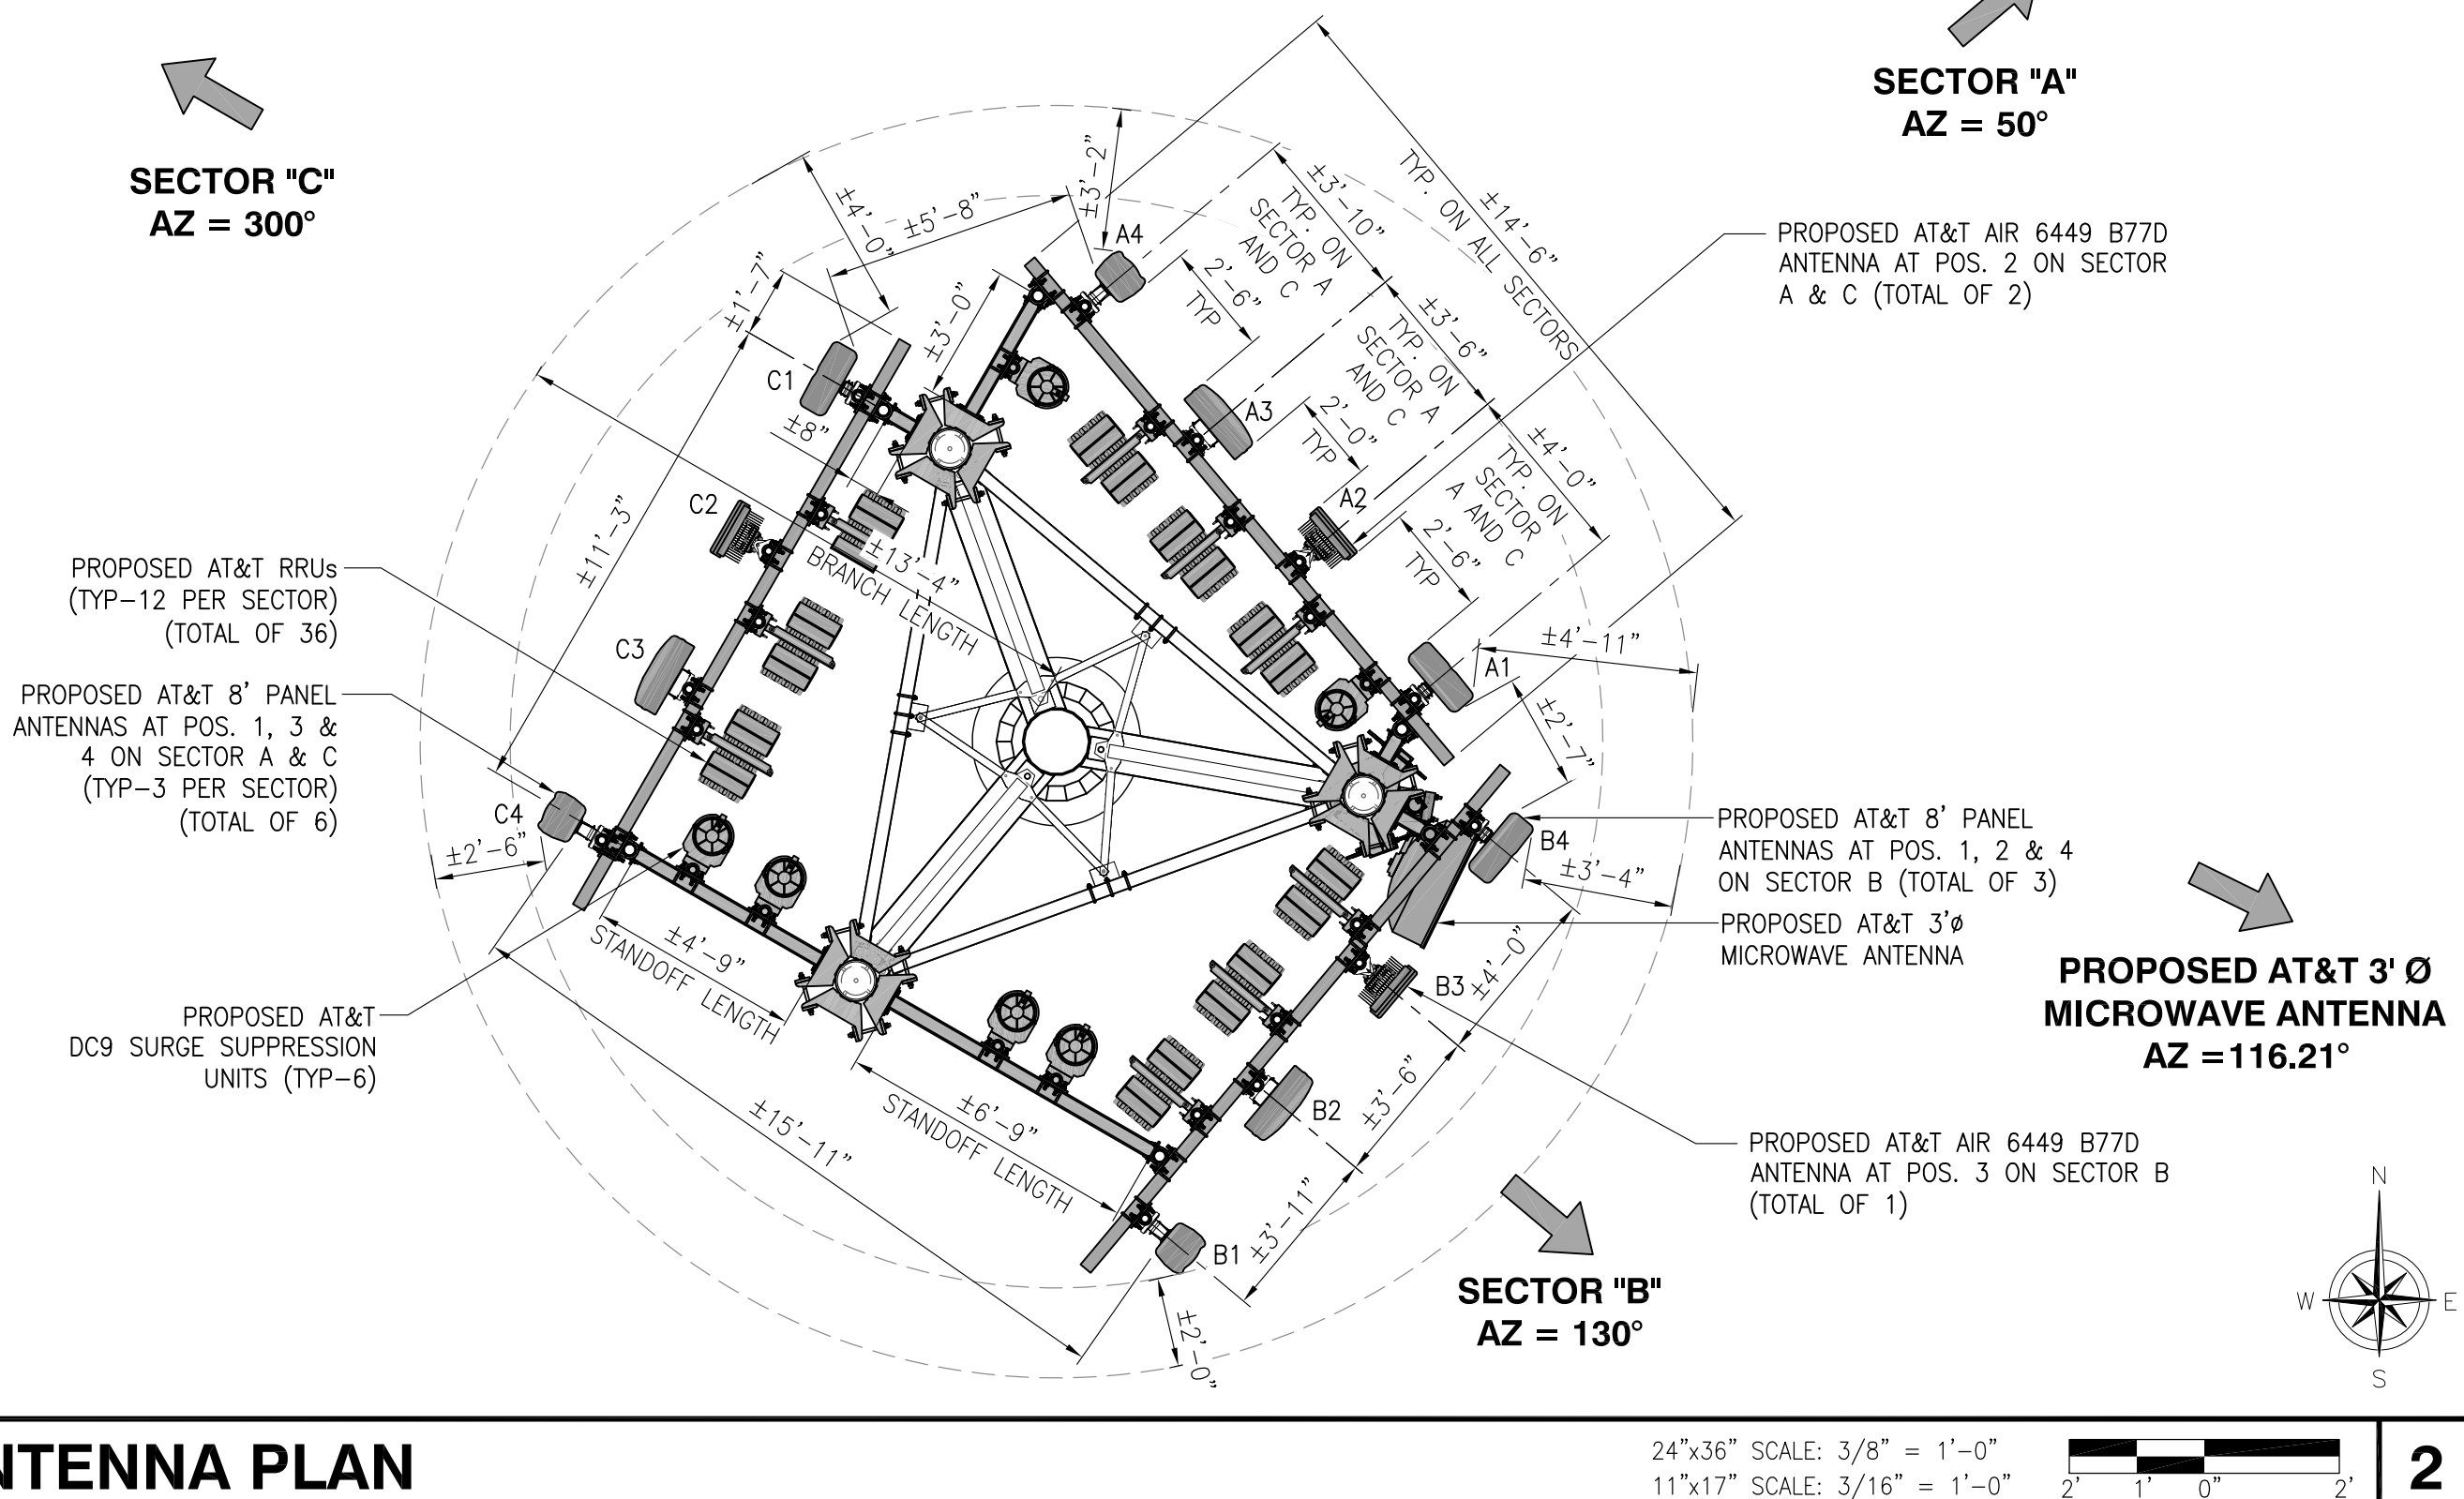 SECTOR "C"
AZ = 300°
SECTOR "A"
AZ = 50°
PROPOSED AT&T AIR 6449 B77D
ANTENNA AT POS. 2 ON SECTOR
A & C (TOTAL OF 2)
±14'-6"
TYP. ON ALL SECTORS
±3'-10"
TYP. ON
SECTOR A
AND C
±3'-6"
TYP. ON
SECTOR A
AND C
±4'-0"
TYP. ON
SECTOR
A AND C
2'-6"
TYP
2'-0"
TYP
2'-6"
TYP
±3'-2"
±5'-8"
±4'-0"
±1'-7"
±3'-0"
±8"
A4
A3
A2
A1
C1
C2
C3
C4
±11'-3"
±13'-4"
BRANCH LENGTH
±4'-11"
±2'-7"
PROPOSED AT&T RRUs
(TYP-12 PER SECTOR)
(TOTAL OF 36)
PROPOSED AT&T 8' PANEL
ANTENNAS AT POS. 1, 3 &
4 ON SECTOR A & C
(TYP-3 PER SECTOR)
(TOTAL OF 6)
±2'-6"
PROPOSED AT&T
DC9 SURGE SUPPRESSION
UNITS (TYP-6)
±4'-9"
STANDOFF LENGTH
±6'-9"
STANDOFF LENGTH
±15'-11"
B4
B3
B2
B1
±3'-4"
±4'-0"
±3'-6"
±3'-11"
±2'-0"
PROPOSED AT&T 8' PANEL
ANTENNAS AT POS. 1, 2 & 4
ON SECTOR B (TOTAL OF 3)
PROPOSED AT&T 3'ø
MICROWAVE ANTENNA
PROPOSED AT&T 3' Ø
MICROWAVE ANTENNA
AZ =116.21°
PROPOSED AT&T AIR 6449 B77D
ANTENNA AT POS. 3 ON SECTOR B
(TOTAL OF 1)
SECTOR "B"
AZ = 130°
N
W
E
S
NTENNA PLAN
24"x36" SCALE: 3/8" = 1'-0"
11"x17" SCALE: 3/16" = 1'-0"
2' 1' 0" 2'
2